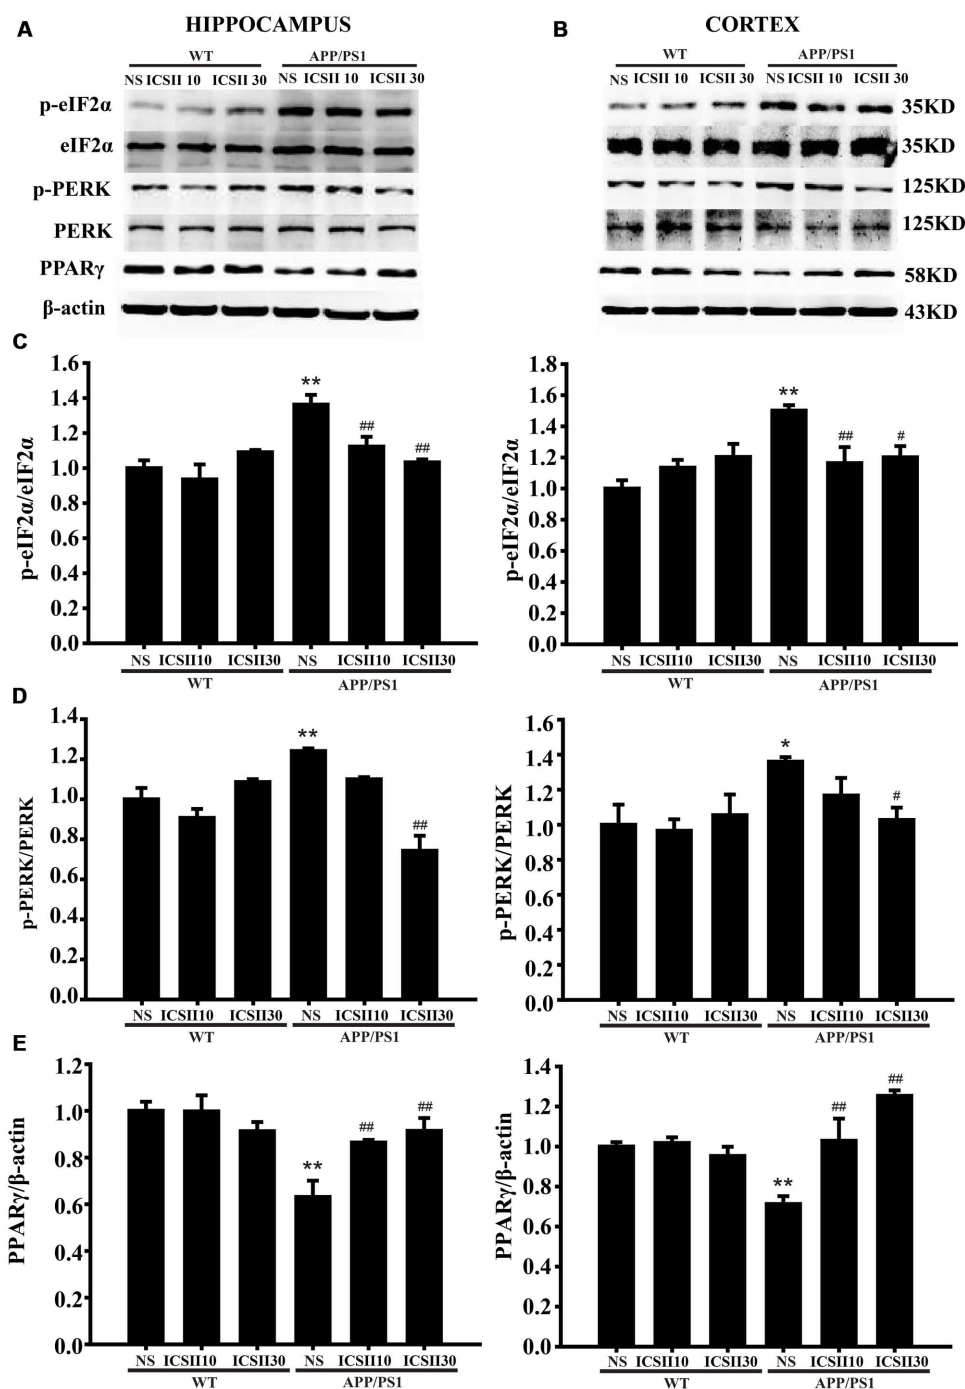 A HIPPOCAMPUS B CORTEX
WT APP/PS1 WT APP/PS1
NS ICSII 10 ICSII 30 NS ICSII 10 ICSII 30 NS ICSII 10 ICSII 30 NS ICSII 10 ICSII 30
p-eIF2α 35KD
eIF2α 35KD
p-PERK 125KD
PERK 125KD
PPARγ 58KD
β-actin 43KD
C
p-eIF2α/eIF2α
1.6
1.4
1.2
1.0
0.8
0.6
0.4
0.2
0.0
** ## ##
NS ICSII10 ICSII30 NS ICSII10 ICSII30
WT APP/PS1
p-eIF2α/eIF2α
1.8
1.6
1.4
1.2
1.0
0.8
0.6
0.4
0.2
0.0
** ## #
NS ICSII10 ICSII30 NS ICSII10 ICSII30
WT APP/PS1
D
p-PERK/PERK
1.4
1.2
1.0
0.8
0.6
0.4
0.2
0.0
** ##
NS ICSII10 ICSII30 NS ICSII10 ICSII30
WT APP/PS1
p-PERK/PERK
1.6
1.4
1.2
1.0
0.8
0.6
0.4
0.2
0.0
* #
NS ICSII10 ICSII30 NS ICSII10 ICSII30
WT APP/PS1
E
PPARγ/β-actin
1.2
1.0
0.8
0.6
0.4
0.2
0.0
** ## ##
NS ICSII10 ICSII30 NS ICSII10 ICSII30
WT APP/PS1
PPARγ/β-actin
1.4
1.2
1.0
0.8
0.6
0.4
0.2
0.0
** ## ##
NS ICSII10 ICSII30 NS ICSII10 ICSII30
WT APP/PS1